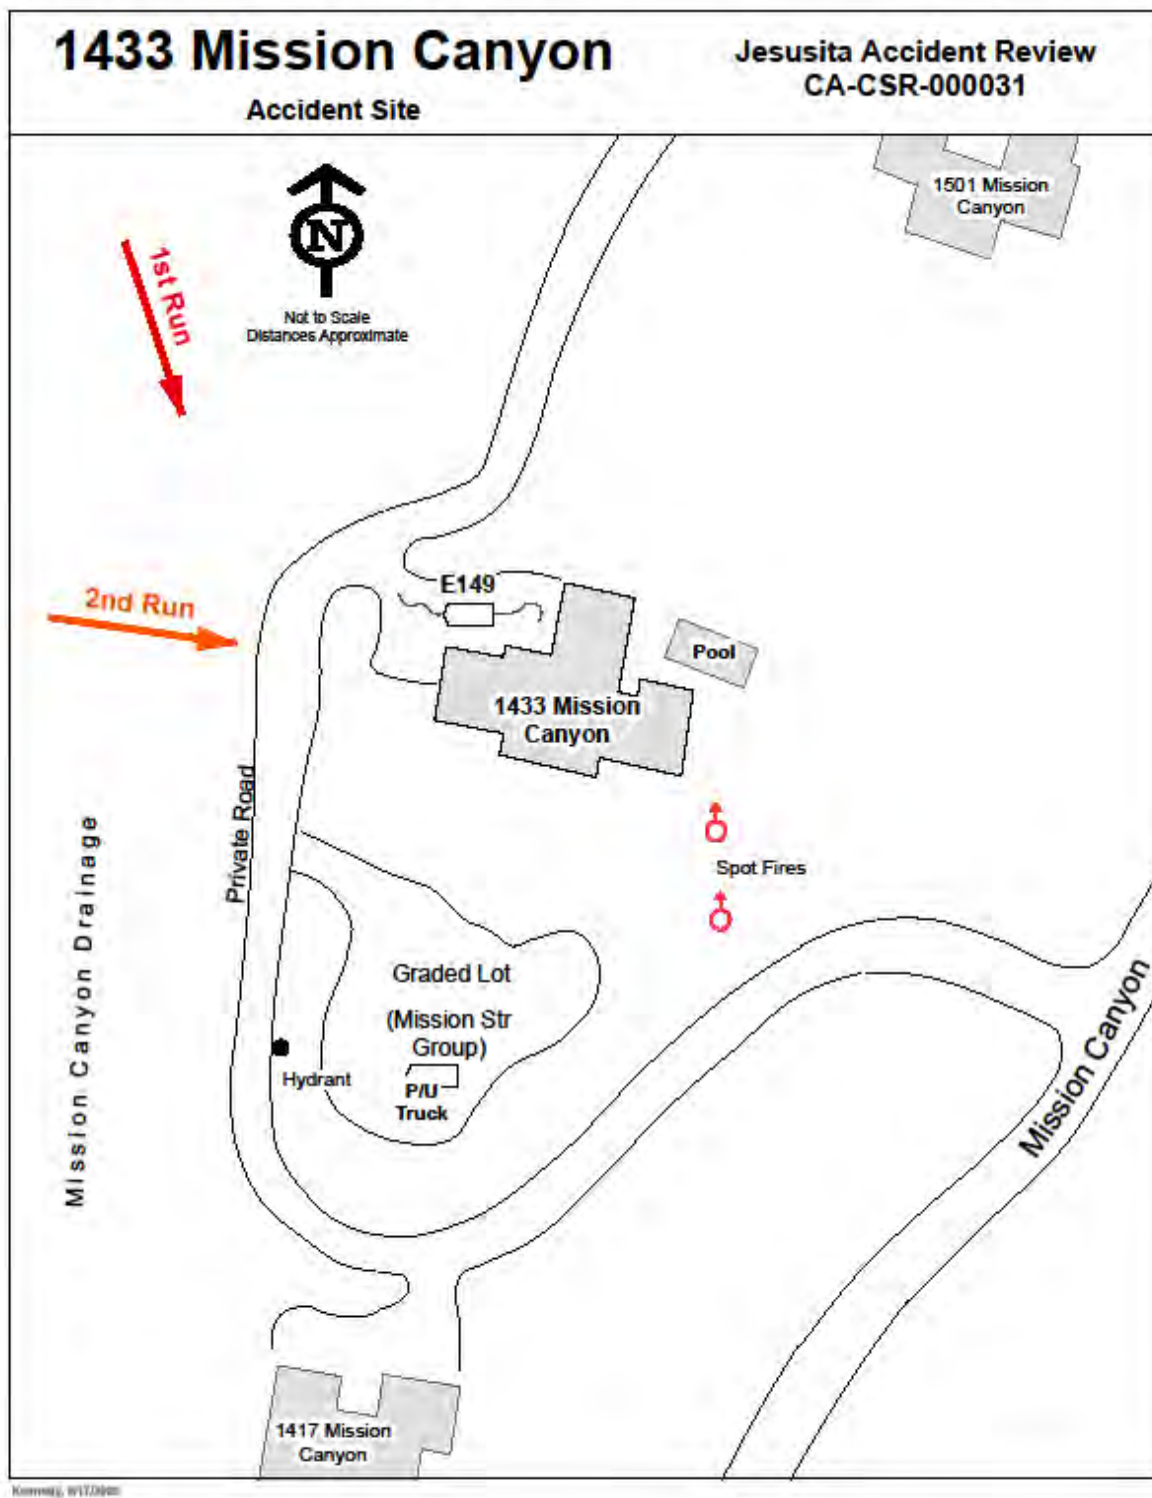 1433 Mission Canyon
Accident Site
Jesusita Accident Review
CA-CSR-000031
N
Not to Scale
Distances Approximate
1501 Mission
Canyon
1st Run
2nd Run
E149
Pool
1433 Mission
Canyon
Private Road
Mission Canyon Drainage
Spot Fires
Graded Lot
(Mission Str
Group)
Hydrant
P/U
Truck
Mission Canyon
1417 Mission
Canyon